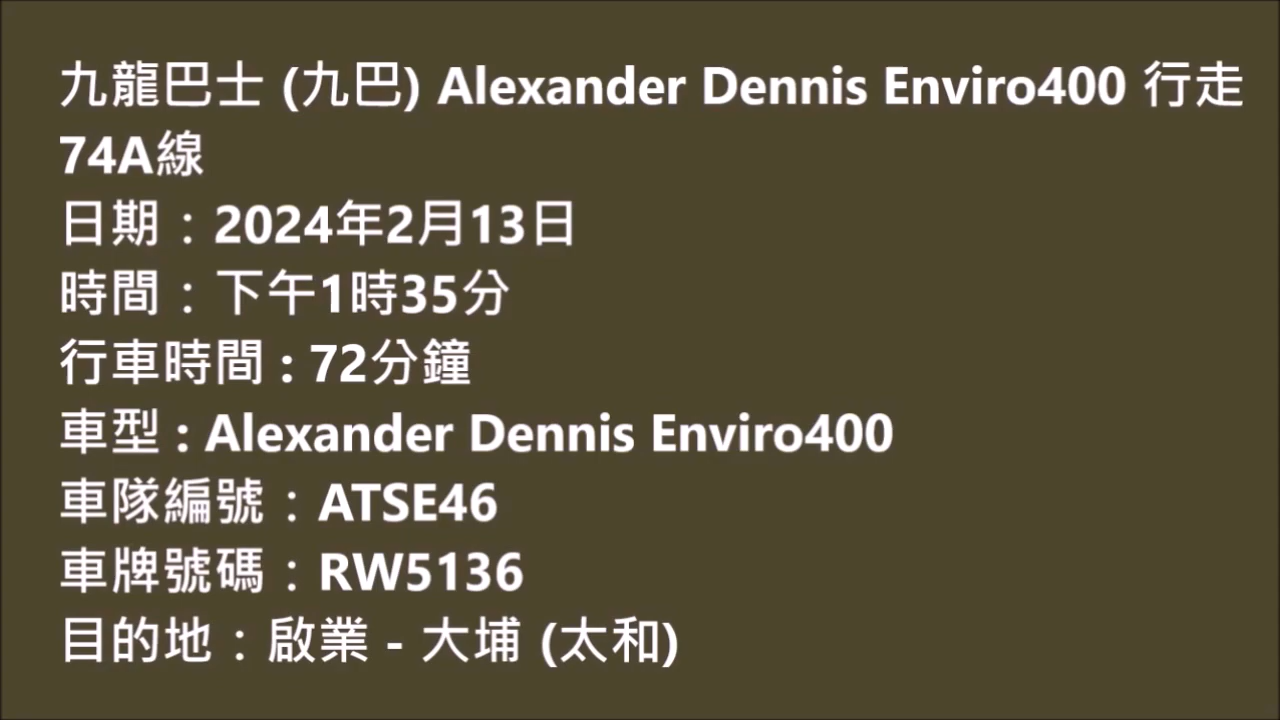 九龍巴士 (九巴) Alexander Dennis Enviro400 行走
74A線
日期：2024年2月13日
時間：下午1時35分
行車時間 : 72分鐘
車型 : Alexander Dennis Enviro400
車隊編號：ATSE46
車牌號碼：RW5136
目的地：啟業 - 大埔 (太和)